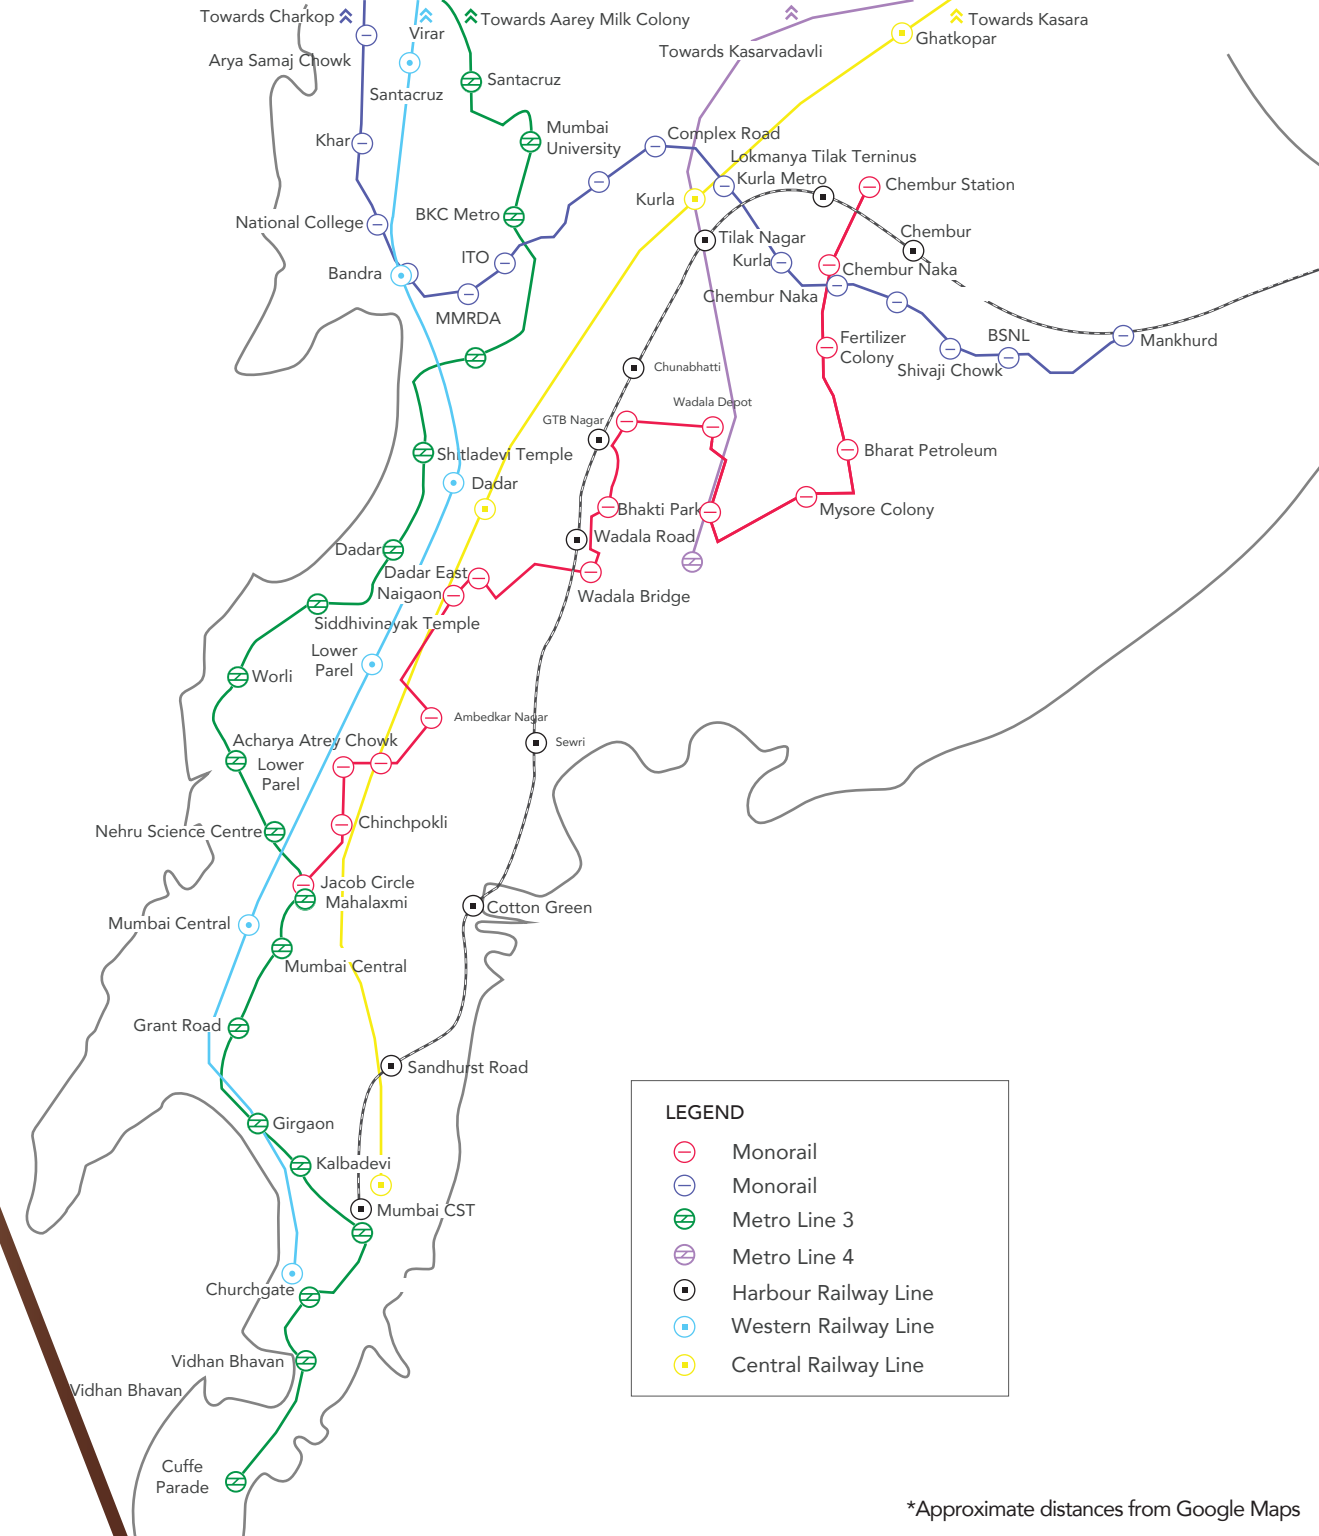 Towards Charkop
Virar
Towards Aarey Milk Colony
Towards Kasara
Ghatkopar
Towards Kasarvadavli
Arya Samaj Chowk
Santacruz
Santacruz
Khar
Mumbai
University
Complex Road
Lokmanya Tilak Terninus
Kurla Metro
Chembur Station
Kurla
BKC Metro
National College
Tilak Nagar
Chembur
ITO
Kurla
Chembur Naka
Bandra
Chembur Naka
MMRDA
Fertilizer
Colony
BSNL
Mankhurd
Shivaji Chowk
Chunabhatti
Wadala Depot
GTB Nagar
Shitladevi Temple
Bharat Petroleum
Dadar
Bhakti Park
Mysore Colony
Wadala Road
Dadar
Dadar East
Naigaon
Wadala Bridge
Siddhivinayak Temple
Lower
Parel
Worli
Ambedkar Nagar
Acharya Atrey Chowk
Sewri
Lower
Parel
Nehru Science Centre
Chinchpokli
Jacob Circle
Mahalaxmi
Cotton Green
Mumbai Central
Mumbai Central
Grant Road
Sandhurst Road
Girgaon
Kalbadevi
Mumbai CST
Churchgate
Vidhan Bhavan
Vidhan Bhavan
Cuffe
Parade
LEGEND
Monorail
Monorail
Metro Line 3
Metro Line 4
Harbour Railway Line
Western Railway Line
Central Railway Line
*Approximate distances from Google Maps